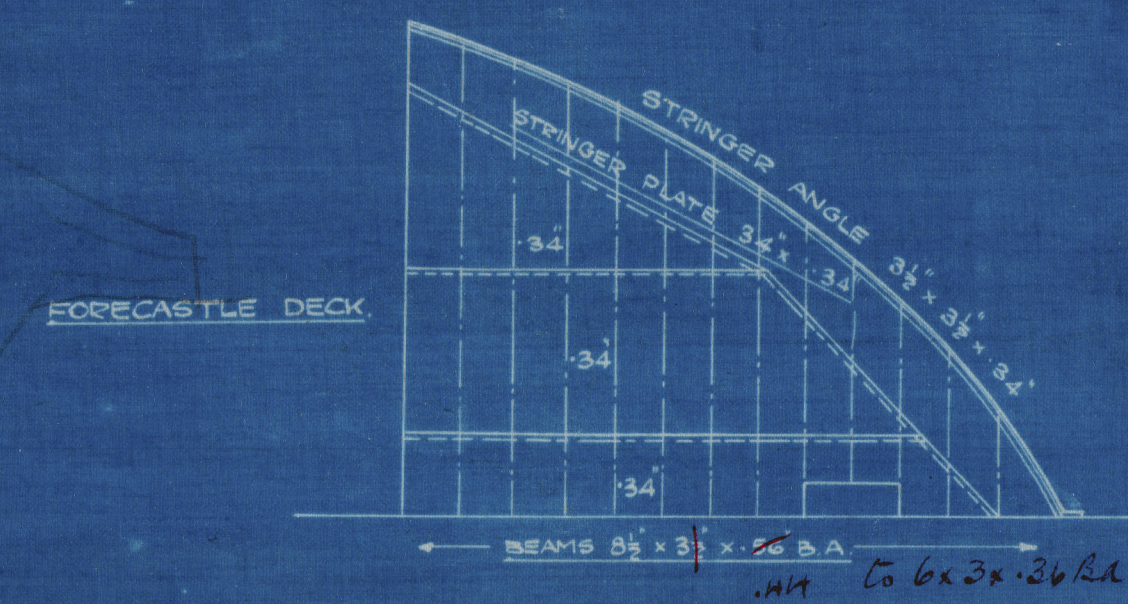 STRINGER ANGLE 3½" x 3½" x .34"
STRINGER PLATE 34" x .34
.34"
FORECASTLE DECK.
.34"
.34"
BEAMS 8½" x 3½" x .56" B.A.
.44 to 6 x 3 x .36 Ba